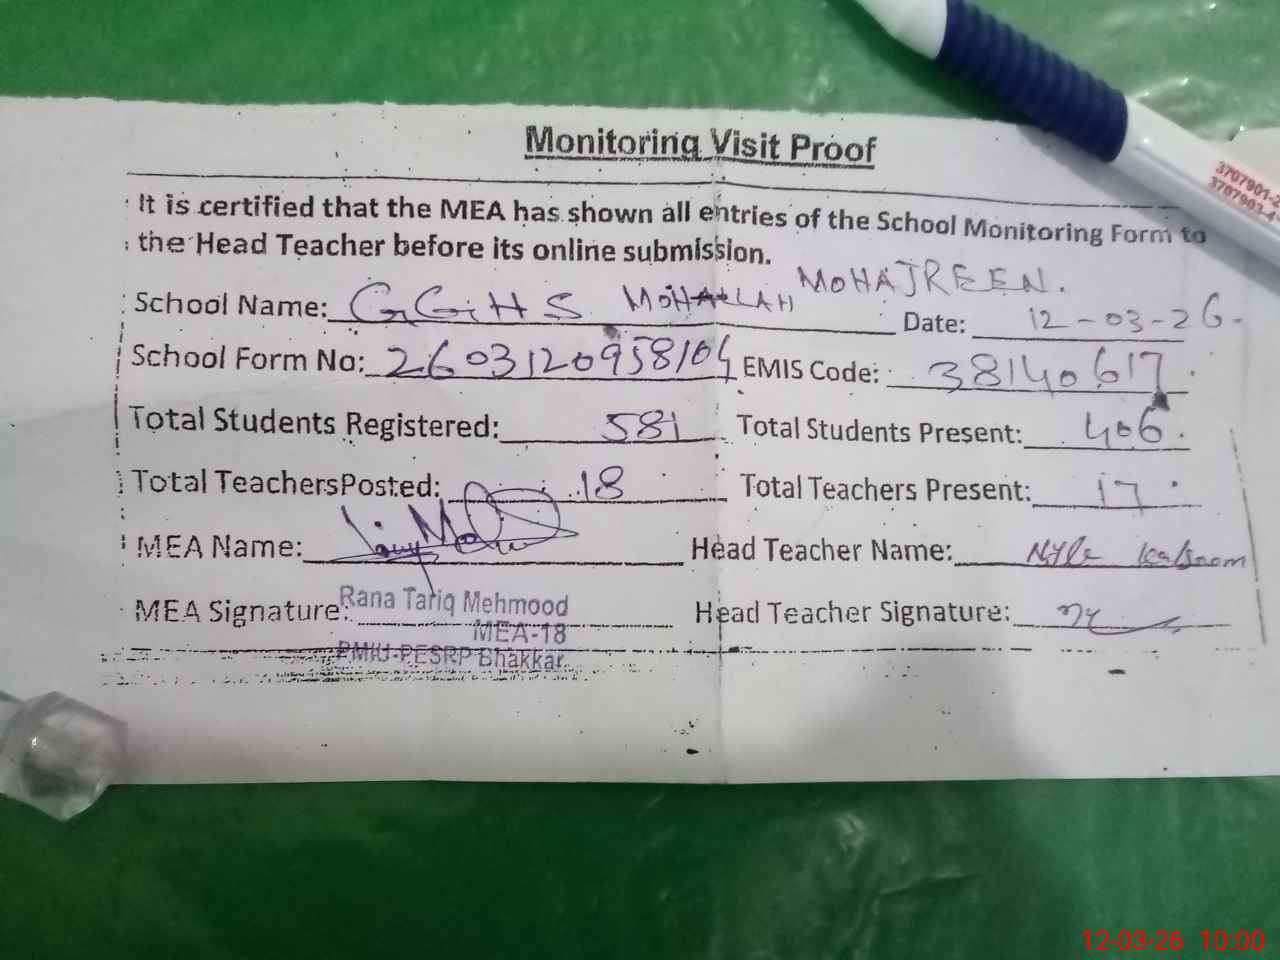 Monitoring Visit Proof
It is certified that the MEA has shown all entries of the School Monitoring Form to
the Head Teacher before its online submission.
School Name: GGHS MOHALLAH MOHAJREEN. Date: 12-03-26.
School Form No: 2603120958104 EMIS Code: 38140617
Total Students Registered: 581 Total Students Present: 406.
Total TeachersPosted: 18 Total Teachers Present: 17
MEA Name: Head Teacher Name:
MEA Signature: Rana Tariq Mehmood Head Teacher Signature:
MEA-18
PMIU-PESRP Bhakkar
12-03-26 10:00